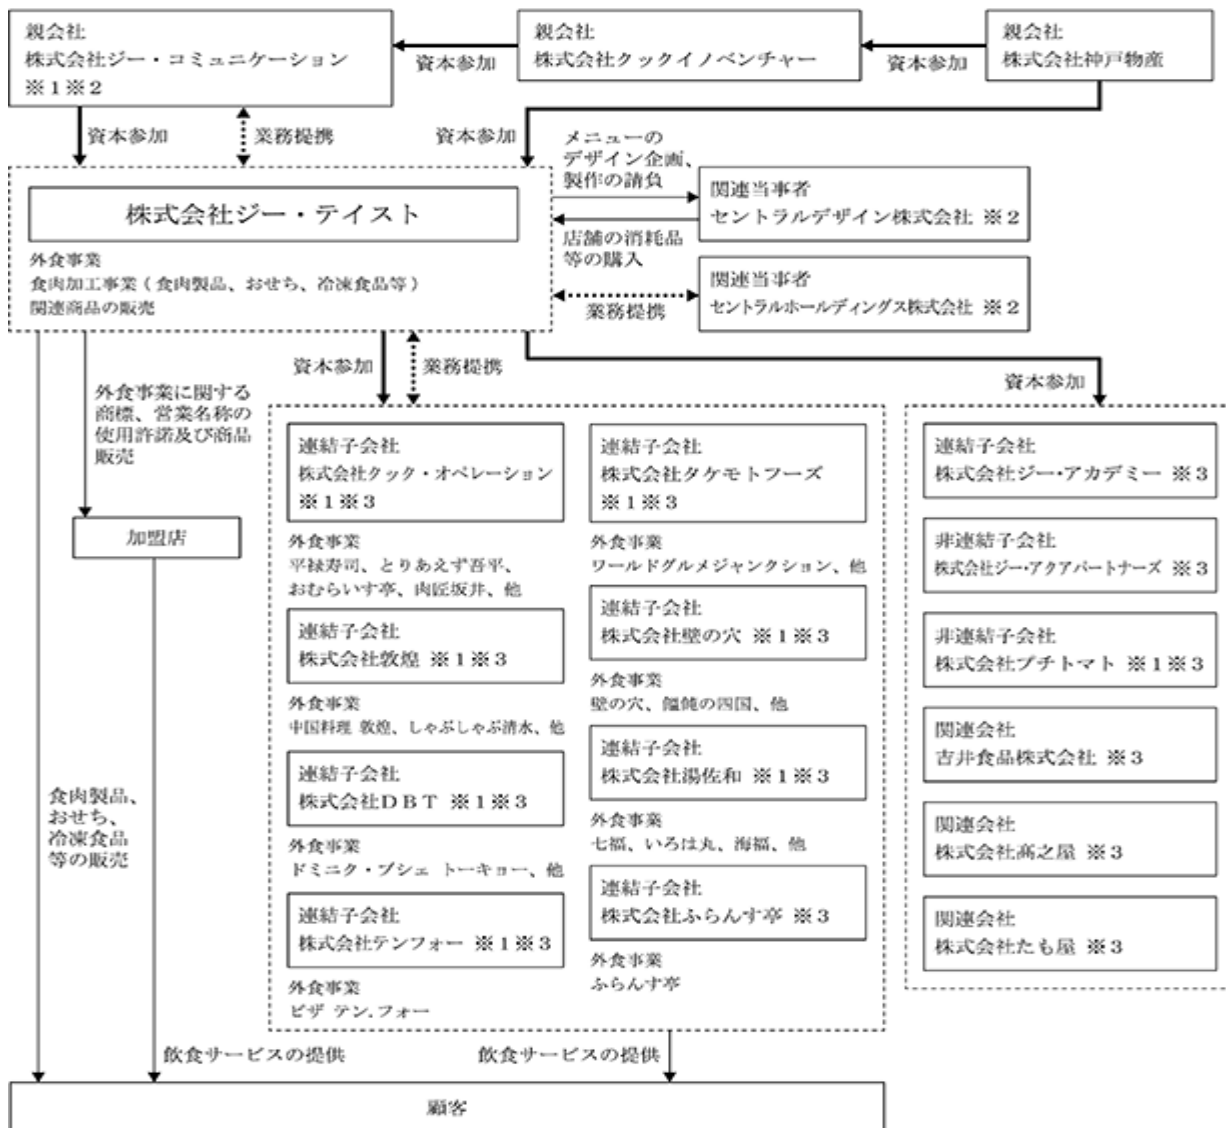 親会社
株式会社ジー・コミュニケーション
※1※2
資本参加
親会社
株式会社クックイノベンチャー
資本参加
親会社
株式会社神戸物産
資本参加
業務提携
資本参加
メニューの
デザイン企画、
製作の請負
株式会社ジー・テイスト
外食事業
食肉加工事業(食肉製品、おせち、冷凍食品等)
関連商品の販売
関連当事者
セントラルデザイン株式会社 ※2
店舗の消耗品
等の購入
関連当事者
セントラルホールディングス株式会社 ※2
業務提携
資本参加
業務提携
資本参加
外食事業に関する
商標、営業名称の
使用許諾及び商品
販売
加盟店
連結子会社
株式会社クック・オペレーション
※1※3
外食事業
平禄寿司、とりあえず吾平、
おむらいす亭、肉匠坂井、他
連結子会社
株式会社敦煌 ※1※3
外食事業
中国料理 敦煌、しゃぶしゃぶ清水、他
連結子会社
株式会社DBT ※1※3
外食事業
ドミニク・ブシェ トーキョー、他
連結子会社
株式会社テンフォー ※1※3
外食事業
ピザ テン.フォー
連結子会社
株式会社タケモトフーズ
※1※3
外食事業
ワールドグルメジャンクション、他
連結子会社
株式会社壁の穴 ※1※3
外食事業
壁の穴、饂飩の四国、他
連結子会社
株式会社湯佐和 ※1※3
外食事業
七福、いろは丸、海福、他
連結子会社
株式会社ふらんす亭 ※3
外食事業
ふらんす亭
連結子会社
株式会社ジー・アカデミー ※3
非連結子会社
株式会社ジー・アクアパートナーズ ※3
非連結子会社
株式会社プチトマト ※1※3
関連会社
吉井食品株式会社 ※3
関連会社
株式会社髙之屋 ※3
関連会社
株式会社たも屋 ※3
食肉製品、
おせち、
冷凍食品
等の販売
飲食サービスの提供
飲食サービスの提供
顧客